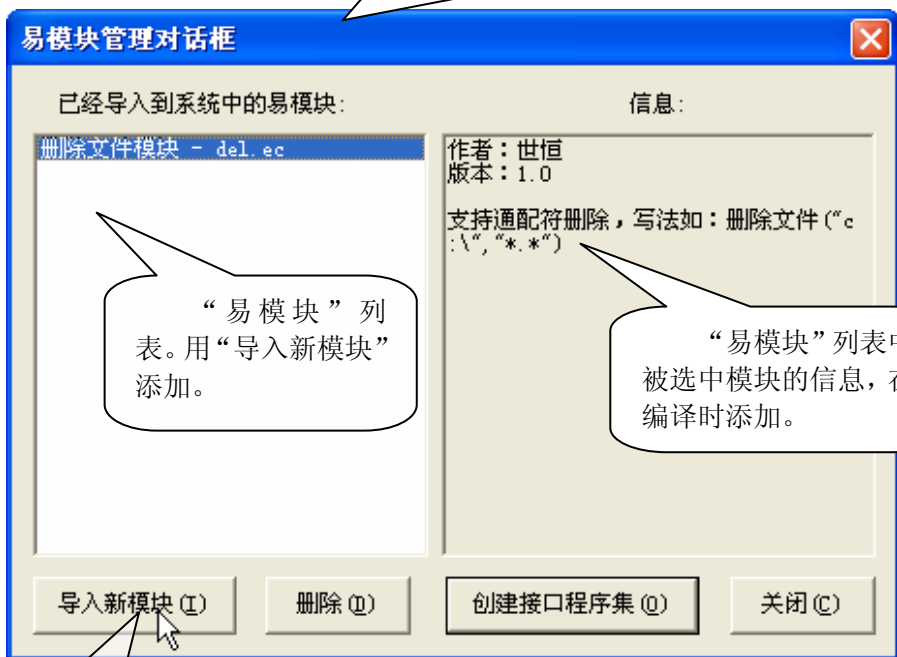 易模块管理对话框
已经导入到系统中的易模块:
信息:
删除文件模块 - del.ec
作者：世恒
版本：1.0
支持通配符删除，写法如：删除文件(“c
:\”,“*.*”)
“易模块”列
表。用“导入新模块”
添加。
“易模块”列表中
被选中模块的信息，在
编译时添加。
导入新模块(I)
删除(D)
创建接口程序集(O)
关闭(C)